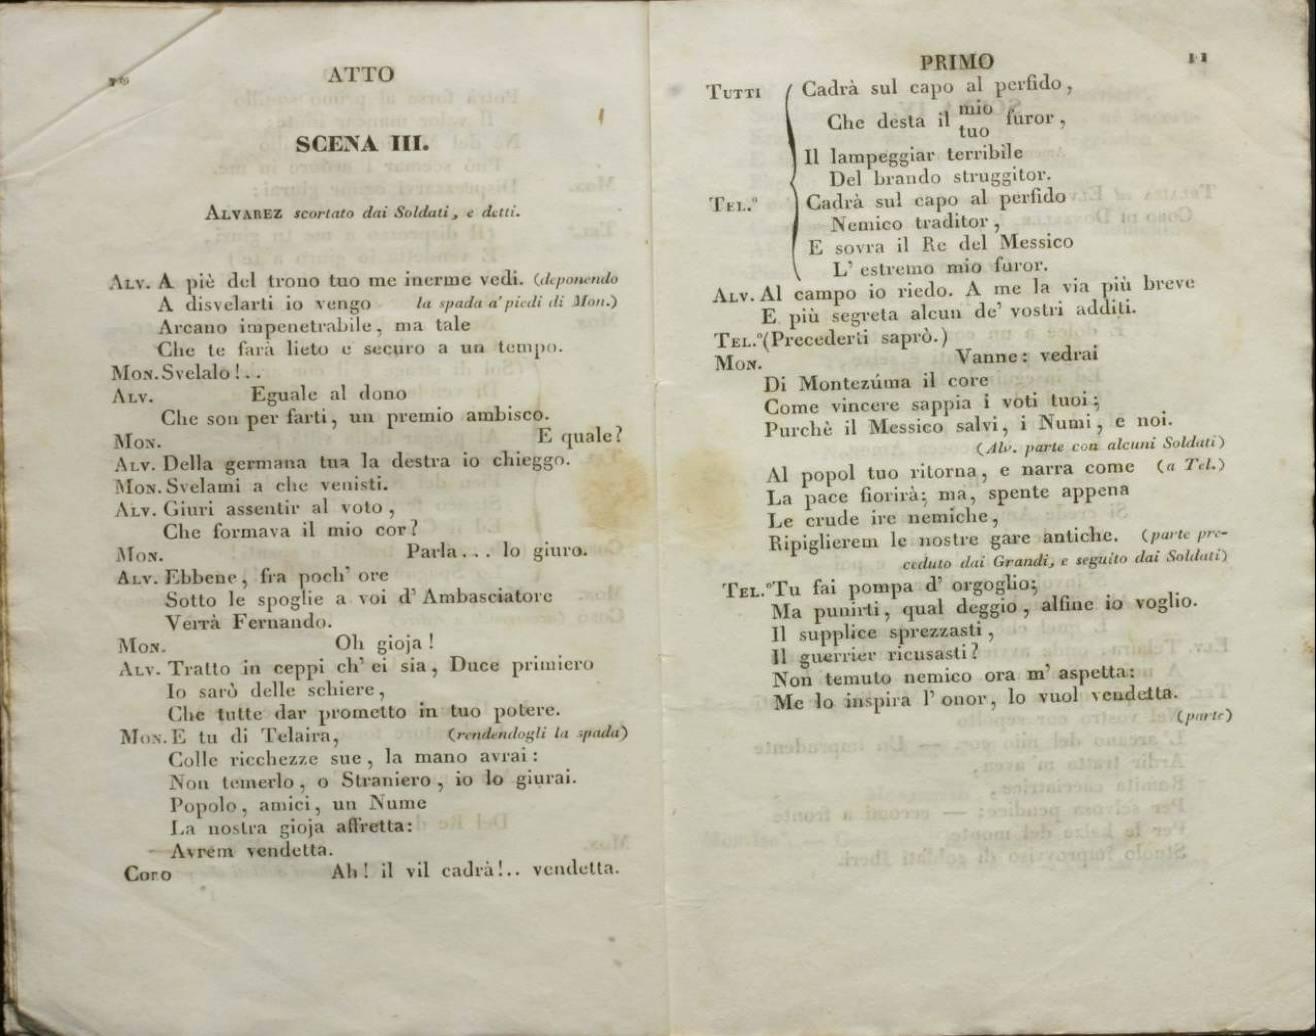 10
ATTO
SCENA III.
ALVAREZ scortato dai Soldati, e detti.
ALV. A piè del trono tuo me inerme vedi. (deponendo
A disvelarti io vengo la spada a' piedi di Mon.)
Arcano impenetrabile, ma tale
Che te farà lieto e securo a un tempo.
MON. Svelalo!..
ALV. Eguale al dono
Che son per farti, un premio ambisco.
MON. E quale?
ALV. Della germana tua la destra io chieggo.
MON. Svelami a che venisti.
ALV. Giuri assentir al voto,
Che formava il mio cor?
MON. Parla... lo giuro.
ALV. Ebbene, fra poch' ore
Sotto le spoglie a voi d' Ambasciatore
Verrà Fernando.
MON. Oh gioja!
ALV. Tratto in ceppi ch' ei sia, Duce primiero
Io sarò delle schiere,
Che tutte dar prometto in tuo potere.
MON. E tu di Telaira, (rendendogli la spada)
Colle ricchezze sue, la mano avrai:
Non temerlo, o Straniero, io lo giurai.
Popolo, amici, un Nume
La nostra gioja affretta:
Avrem vendetta.
CORO Ah! il vil cadrà!.. vendetta.
PRIMO
11
TUTTI Cadrà sul capo al perfido,
Che desta il mio tuo furor,
Il lampeggiar terribile
Del brando struggitor.
TEL.º Cadrà sul capo al perfido
Nemico traditor,
E sovra il Re del Messico
L' estremo mio furor.
ALV. Al campo io riedo. A me la via più breve
E più segreta alcun de' vostri additi.
TEL.º (Precederti saprò.)
MON. Vanne: vedrai
Di Montezúma il core
Come vincere sappia i voti tuoi;
Purchè il Messico salvi, i Numi, e noi.
(Alv. parte con alcuni Soldati)
Al popol tuo ritorna, e narra come (a Tel.)
La pace fiorirà; ma, spente appena
Le crude ire nemiche,
Ripiglierem le nostre gare antiche. (parte pre-
ceduto dai Grandi, e seguito dai Soldati)
TEL.º Tu fai pompa d' orgoglio;
Ma punirti, qual deggio, alfine io voglio.
Il supplice sprezzasti,
Il guerrier ricusasti?
Non temuto nemico ora m' aspetta:
Me lo inspira l' onor, lo vuol vendetta.
(parte)